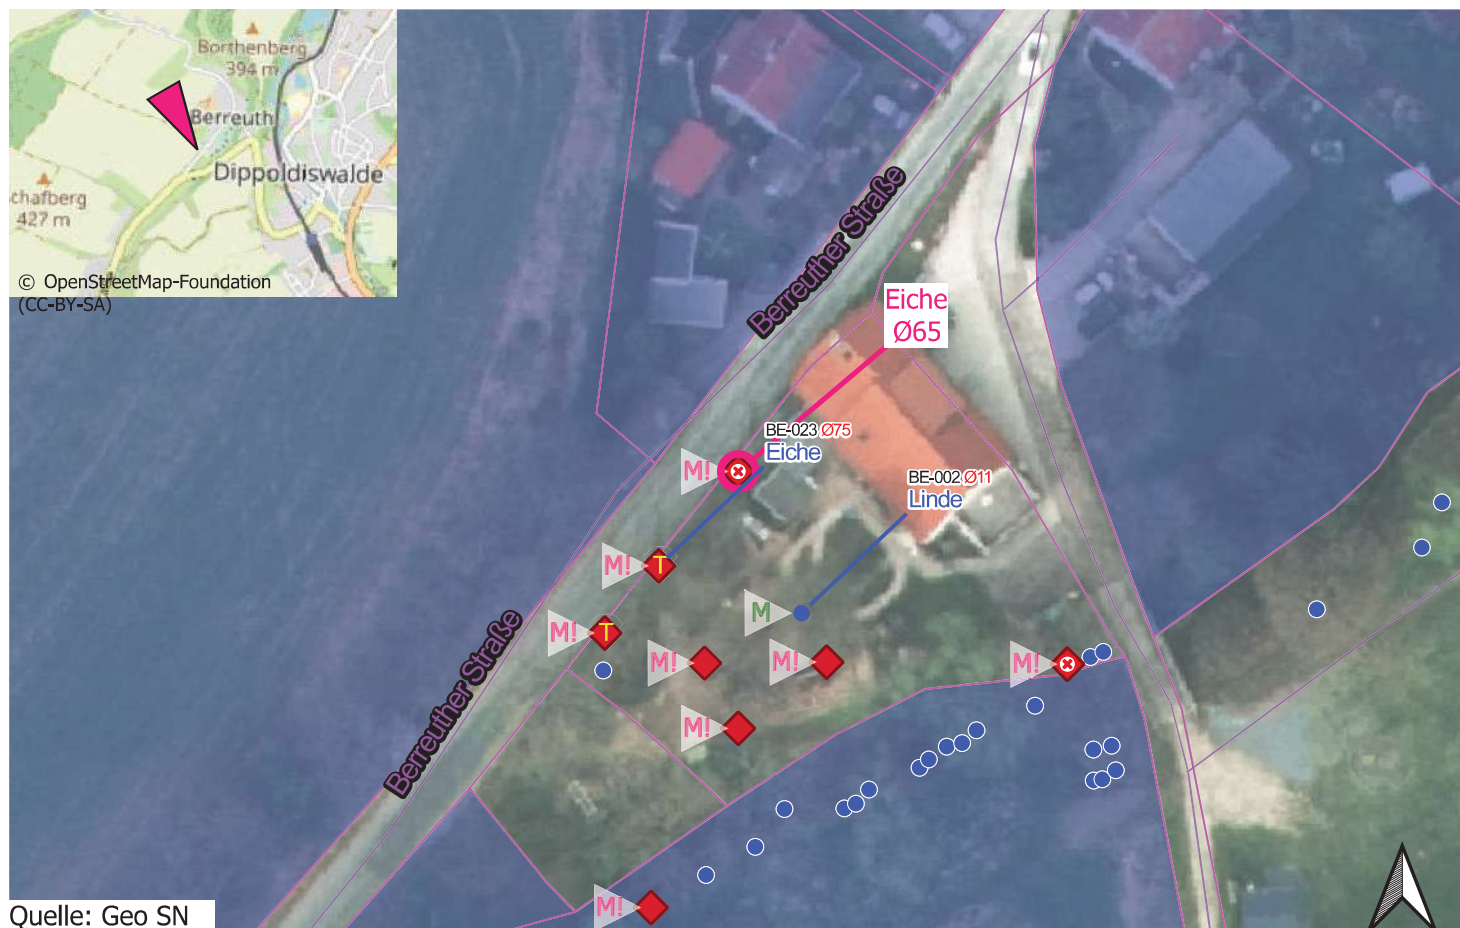 Borthenberg
394 m
Berreuth
Dippoldiswalde
chafberg
427 m
© OpenStreetMap-Foundation
(CC-BY-SA)
Berreuther Straße
Eiche
Ø65
BE-023 Ø75
Eiche
M!
BE-002 Ø11
Linde
M!
T
M
M!
T
M!
M!
M!
M!
Berreuther Straße
M!
Quelle: Geo SN